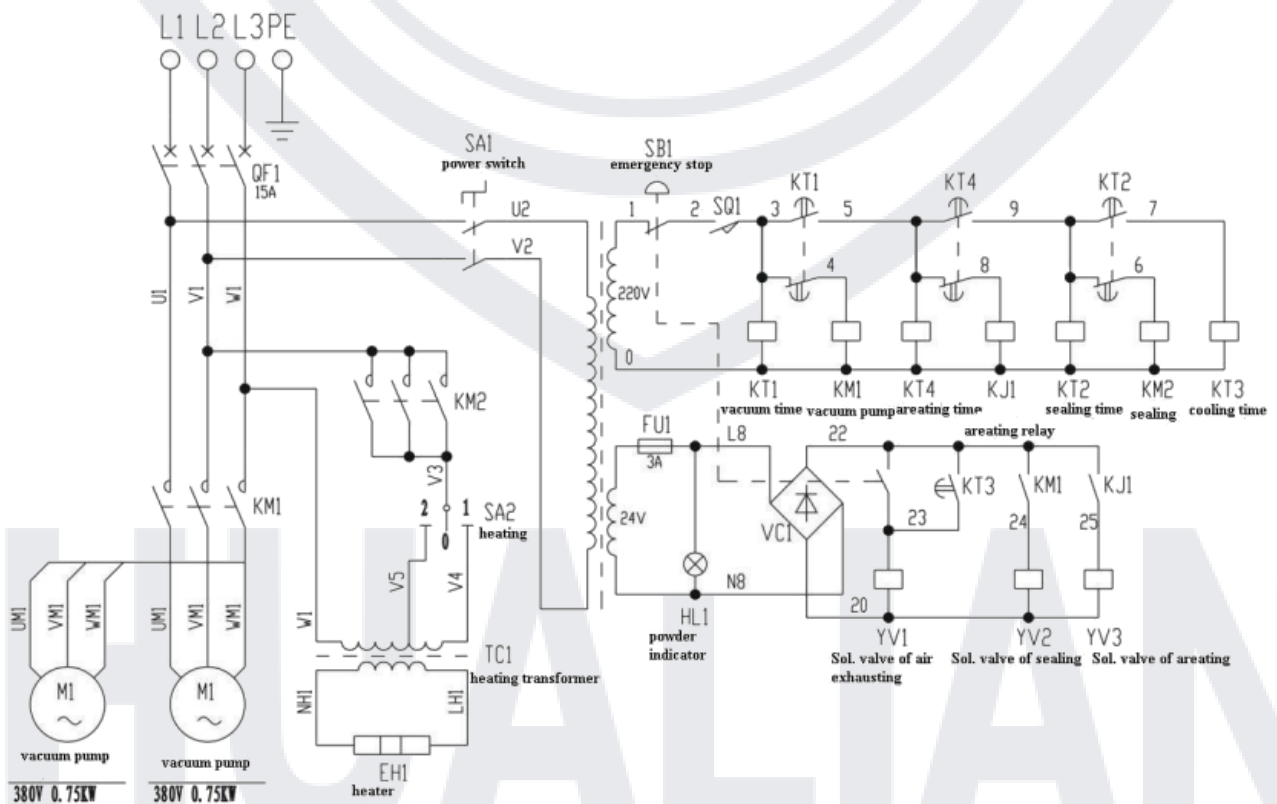 L1 L2 L3 PE
SA1
power switch
SB1
emergency stop
QF1
15A
KT1
KT4
KT2
U2
1
2
SQ1
3
5
9
7
V2
4
8
6
U1
V1
W1
220V
0
KM2
KT1
KM1
KT4
KJ1
KT2
KM2
KT3
vacuum time
vacuum pump
areating time
sealing time
sealing
cooling time
areating relay
FU1
3A
L8
22
V3
2
1
SA2
heating
0
KM1
24V
VC1
KT3
KM1
KJ1
23
24
25
V5
V4
N8
20
UM1
VM1
WM1
UM1
VM1
WM1
W1
HL1
powder
indicator
YV1
YV2
YV3
Sol. valve of air
exhausting
Sol. valve of sealing
Sol. valve of areating
TC1
heating transformer
M1
M1
NH1
LH1
vacuum pump
vacuum pump
EH1
heater
380V 0.75KW
380V 0.75KW
HUALIAN